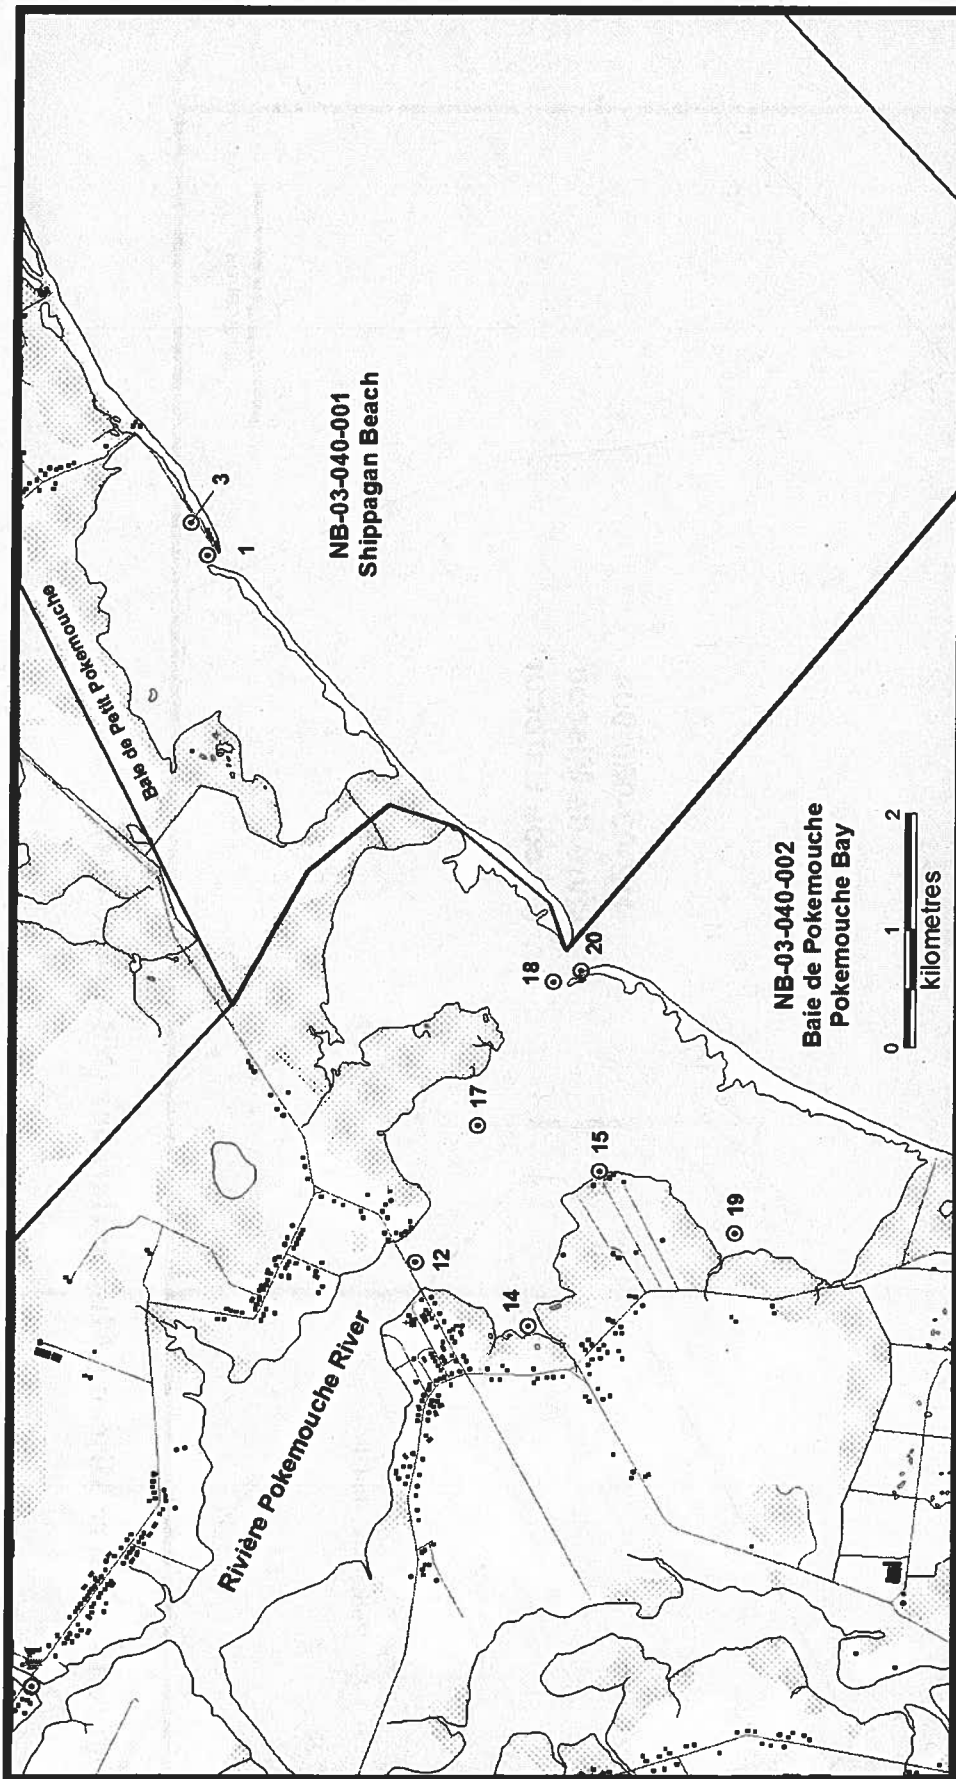 NB-03-040-001
Shippagan Beach
Baie de Petit Pokemouche
3
1
NB-03-040-002
Baie de Pokemouche
Pokemouche Bay
0 1 2
kilometres
18
20
17
15
19
12
14
Rivière Pokemouche River